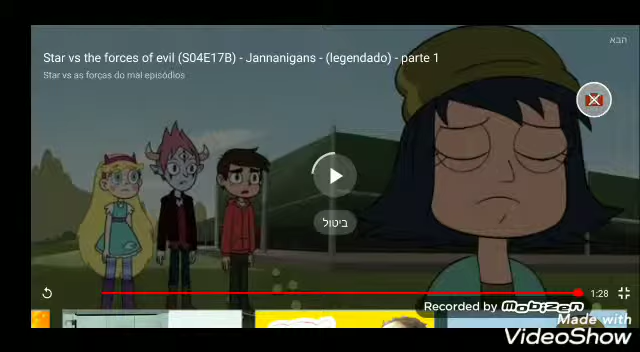 הבא
Star vs the forces of evil (S04E17B) - Jannanigans - (legendado) - parte 1
Star vs as forças do mal episódios
ביטול
1:28
Recorded by Mobizen
Made with
VideoShow